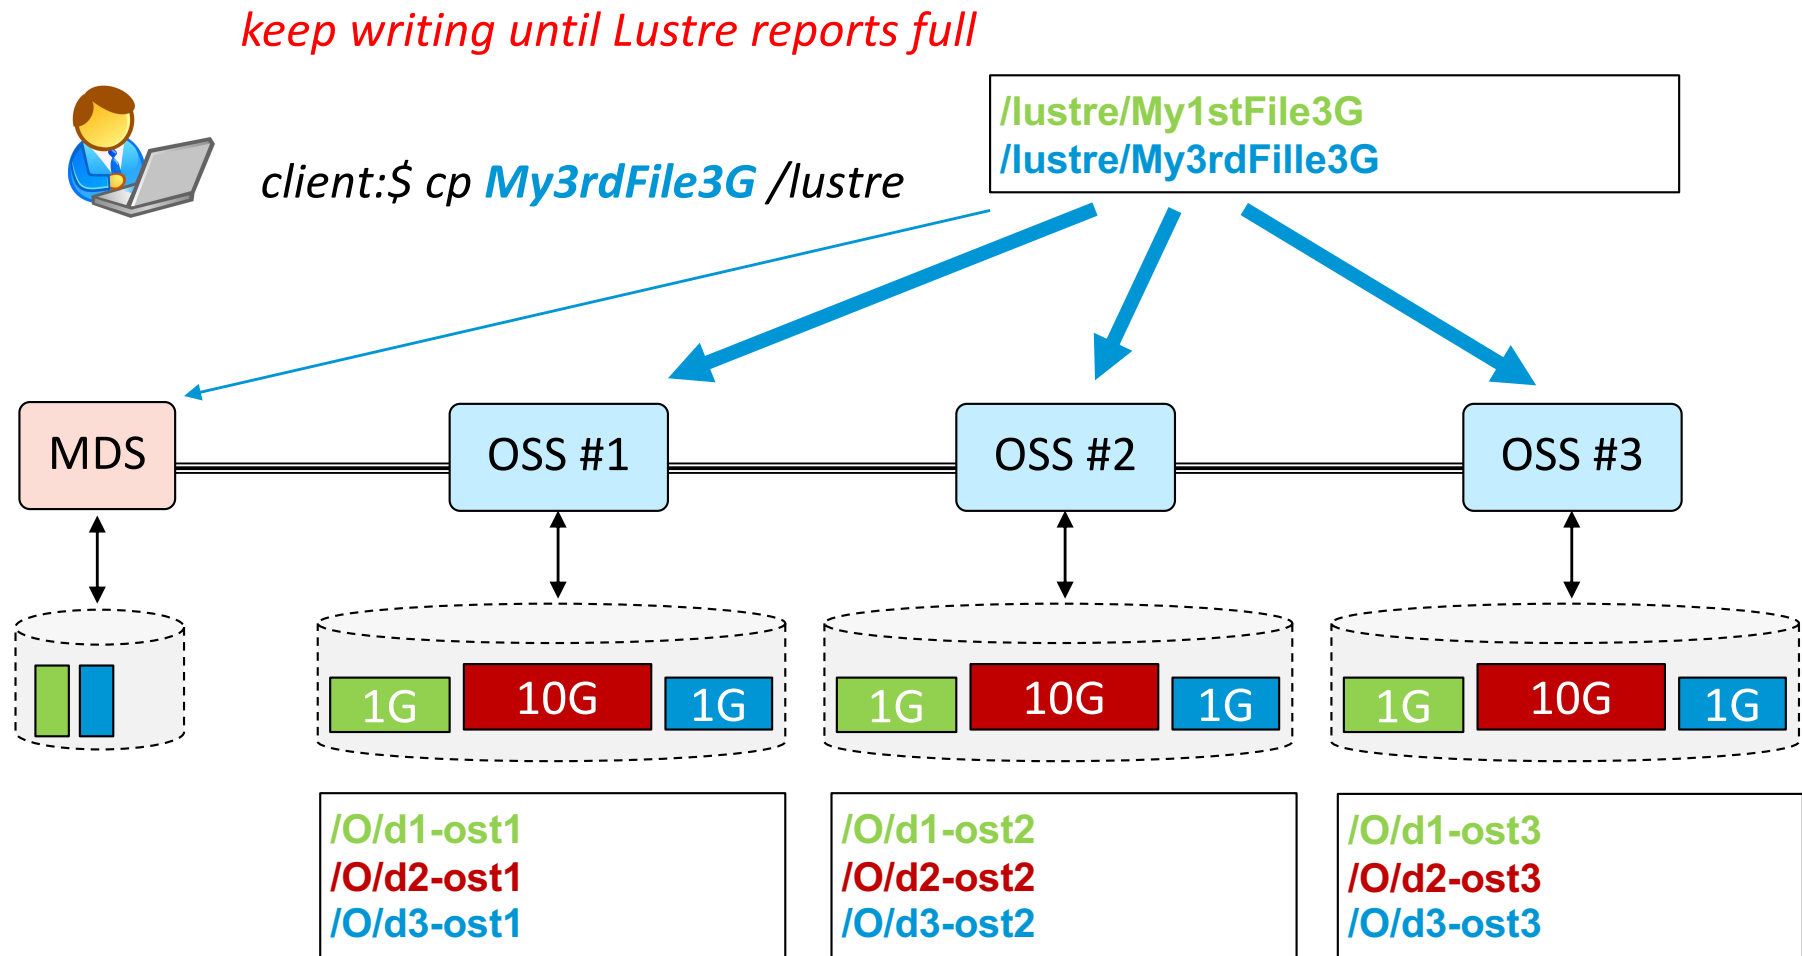 keep writing until Lustre reports full
/lustre/My1stFile3G
/lustre/My3rdFille3G
client:$ cp My3rdFile3G /lustre
MDS
OSS #1
OSS #2
OSS #3
1G
10G
1G
1G
10G
1G
1G
10G
1G
/O/d1-ost1
/O/d2-ost1
/O/d3-ost1
/O/d1-ost2
/O/d2-ost2
/O/d3-ost2
/O/d1-ost3
/O/d2-ost3
/O/d3-ost3